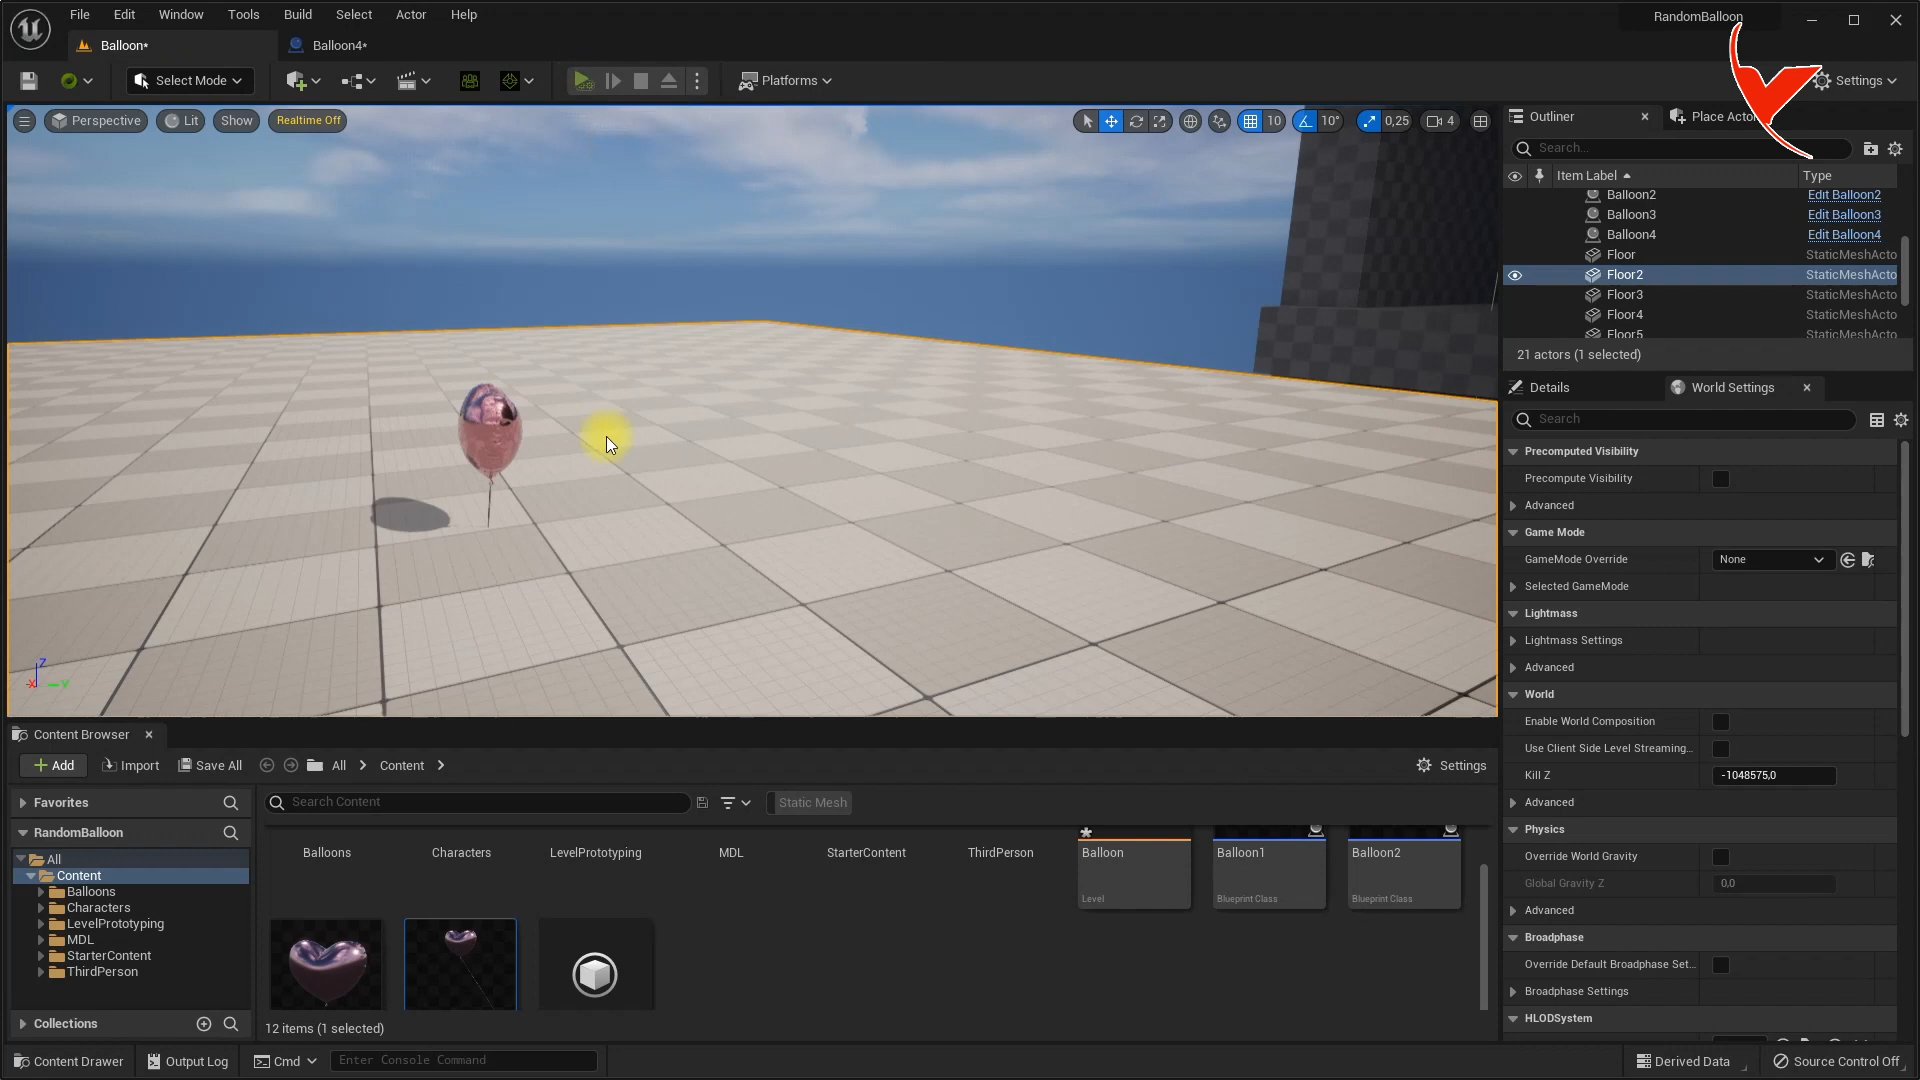 File Edit Window Tools Build Select Actor Help
RandomBalloon
Balloon* Balloon4*
Select Mode
Platforms
Settings
Perspective Lit Show Realtime Off
10 10° 0,25 4
Outliner
Place Acto
Search...
Item Label Type
Balloon2 Edit Balloon2
Balloon3 Edit Balloon3
Balloon4 Edit Balloon4
Floor StaticMeshActo
Floor2 StaticMeshActo
Floor3 StaticMeshActo
Floor4 StaticMeshActo
Floor5 StaticMeshActo
21 actors (1 selected)
Details World Settings
Search
Precomputed Visibility
Precompute Visibility
Advanced
Game Mode
GameMode Override None
Selected GameMode
Lightmass
Lightmass Settings
Advanced
World
Enable World Composition
Use Client Side Level Streaming...
Kill Z -1048575,0
Advanced
Physics
Override World Gravity
Global Gravity Z 0,0
Advanced
Broadphase
Override Default Broadphase Set...
Broadphase Settings
HLODSystem
Z
X Y
Content Browser
Add Import Save All All Content Settings
Favorites
Search Content
Static Mesh
RandomBalloon
All
Content
Balloons
Characters
LevelPrototyping
MDL
StarterContent
ThirdPerson
Collections
Balloons Characters LevelPrototyping MDL StarterContent ThirdPerson Balloon Balloon1 Balloon2
Level Blueprint Class Blueprint Class
12 items (1 selected)
Content Drawer Output Log Cmd Enter Console Command Derived Data Source Control Off